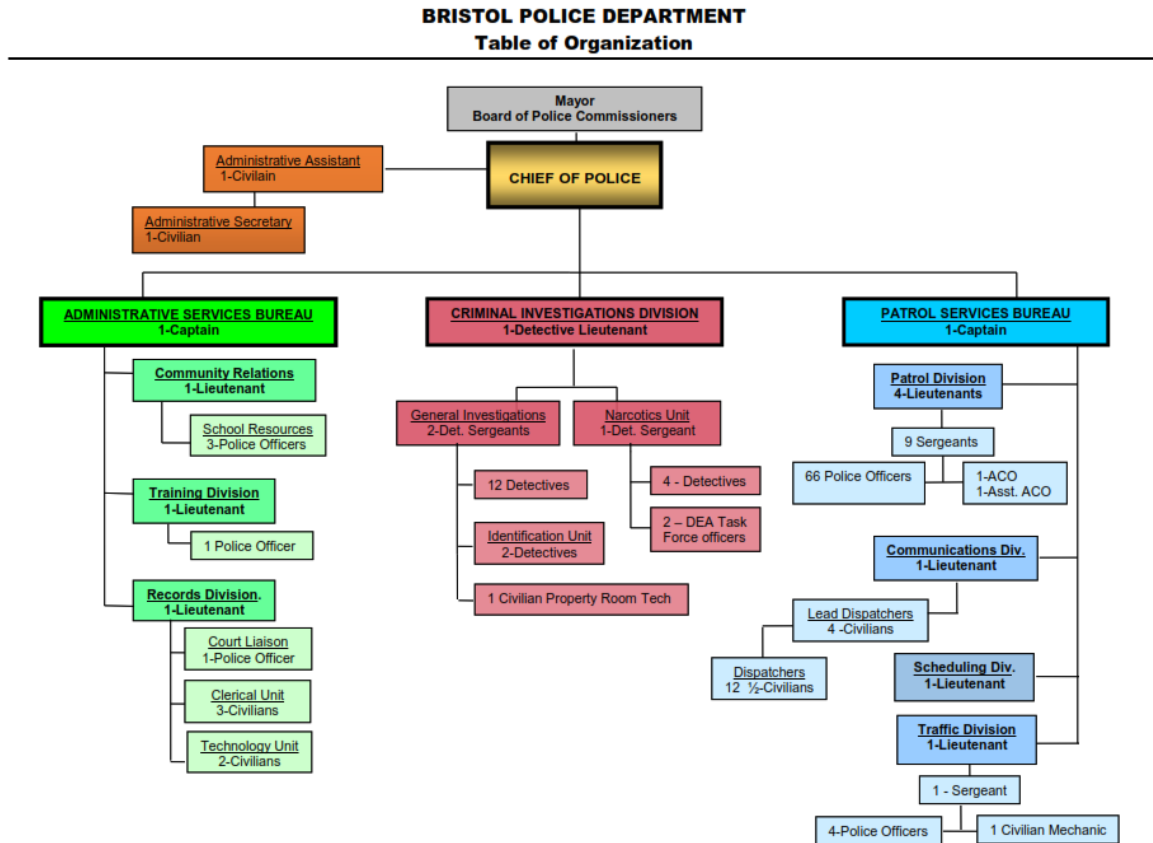 BRISTOL POLICE DEPARTMENT
Table of Organization
Mayor
Board of Police Commissioners
CHIEF OF POLICE
Administrative Assistant
1-Civilain
Administrative Secretary
1-Civilian
ADMINISTRATIVE SERVICES BUREAU
1-Captain
Community Relations
1-Lieutenant
School Resources
3-Police Officers
Training Division
1-Lieutenant
1 Police Officer
Records Division.
1-Lieutenant
Court Liaison
1-Police Officer
Clerical Unit
3-Civilians
Technology Unit
2-Civilians
CRIMINAL INVESTIGATIONS DIVISION
1-Detective Lieutenant
General Investigations
2-Det. Sergeants
12 Detectives
Identification Unit
2-Detectives
1 Civilian Property Room Tech
Narcotics Unit
1-Det. Sergeant
4 - Detectives
2 – DEA Task
Force officers
PATROL SERVICES BUREAU
1-Captain
Patrol Division
4-Lieutenants
9 Sergeants
66 Police Officers
1-ACO
1-Asst. ACO
Communications Div.
1-Lieutenant
Lead Dispatchers
4 -Civilians
Dispatchers
12 ½-Civilians
Scheduling Div.
1-Lieutenant
Traffic Division
1-Lieutenant
1 - Sergeant
4-Police Officers
1 Civilian Mechanic